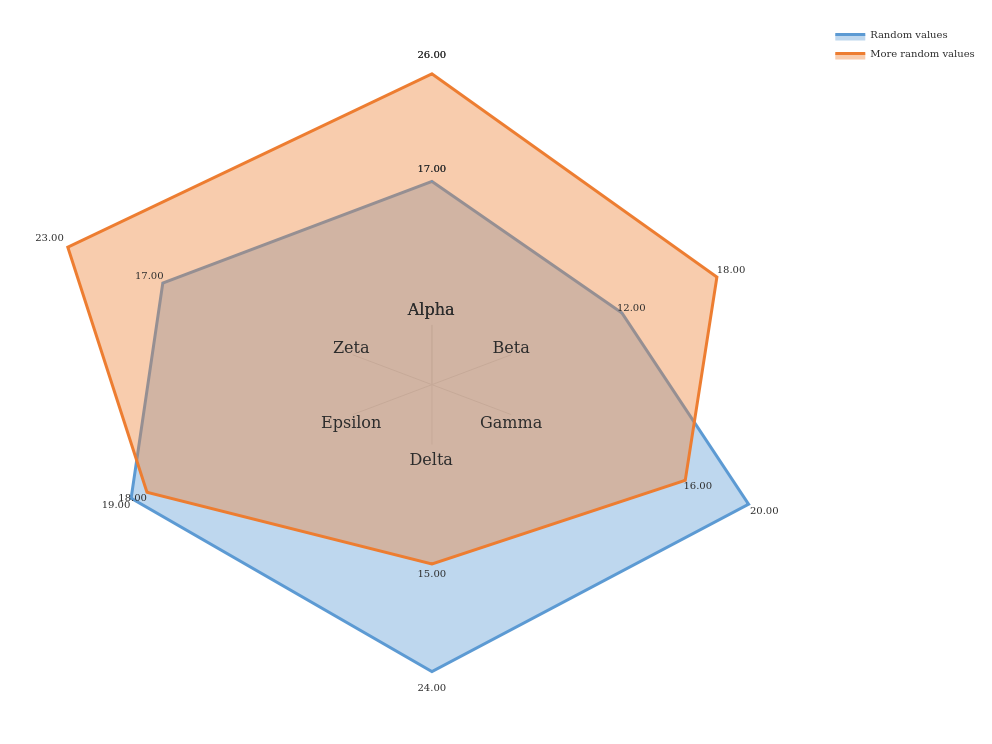 Random values
More random values
26.00
17.00
23.00
17.00
18.00
12.00
Alpha
Zeta
Beta
Epsilon
Gamma
Delta
18.00
19.00
16.00
20.00
15.00
24.00